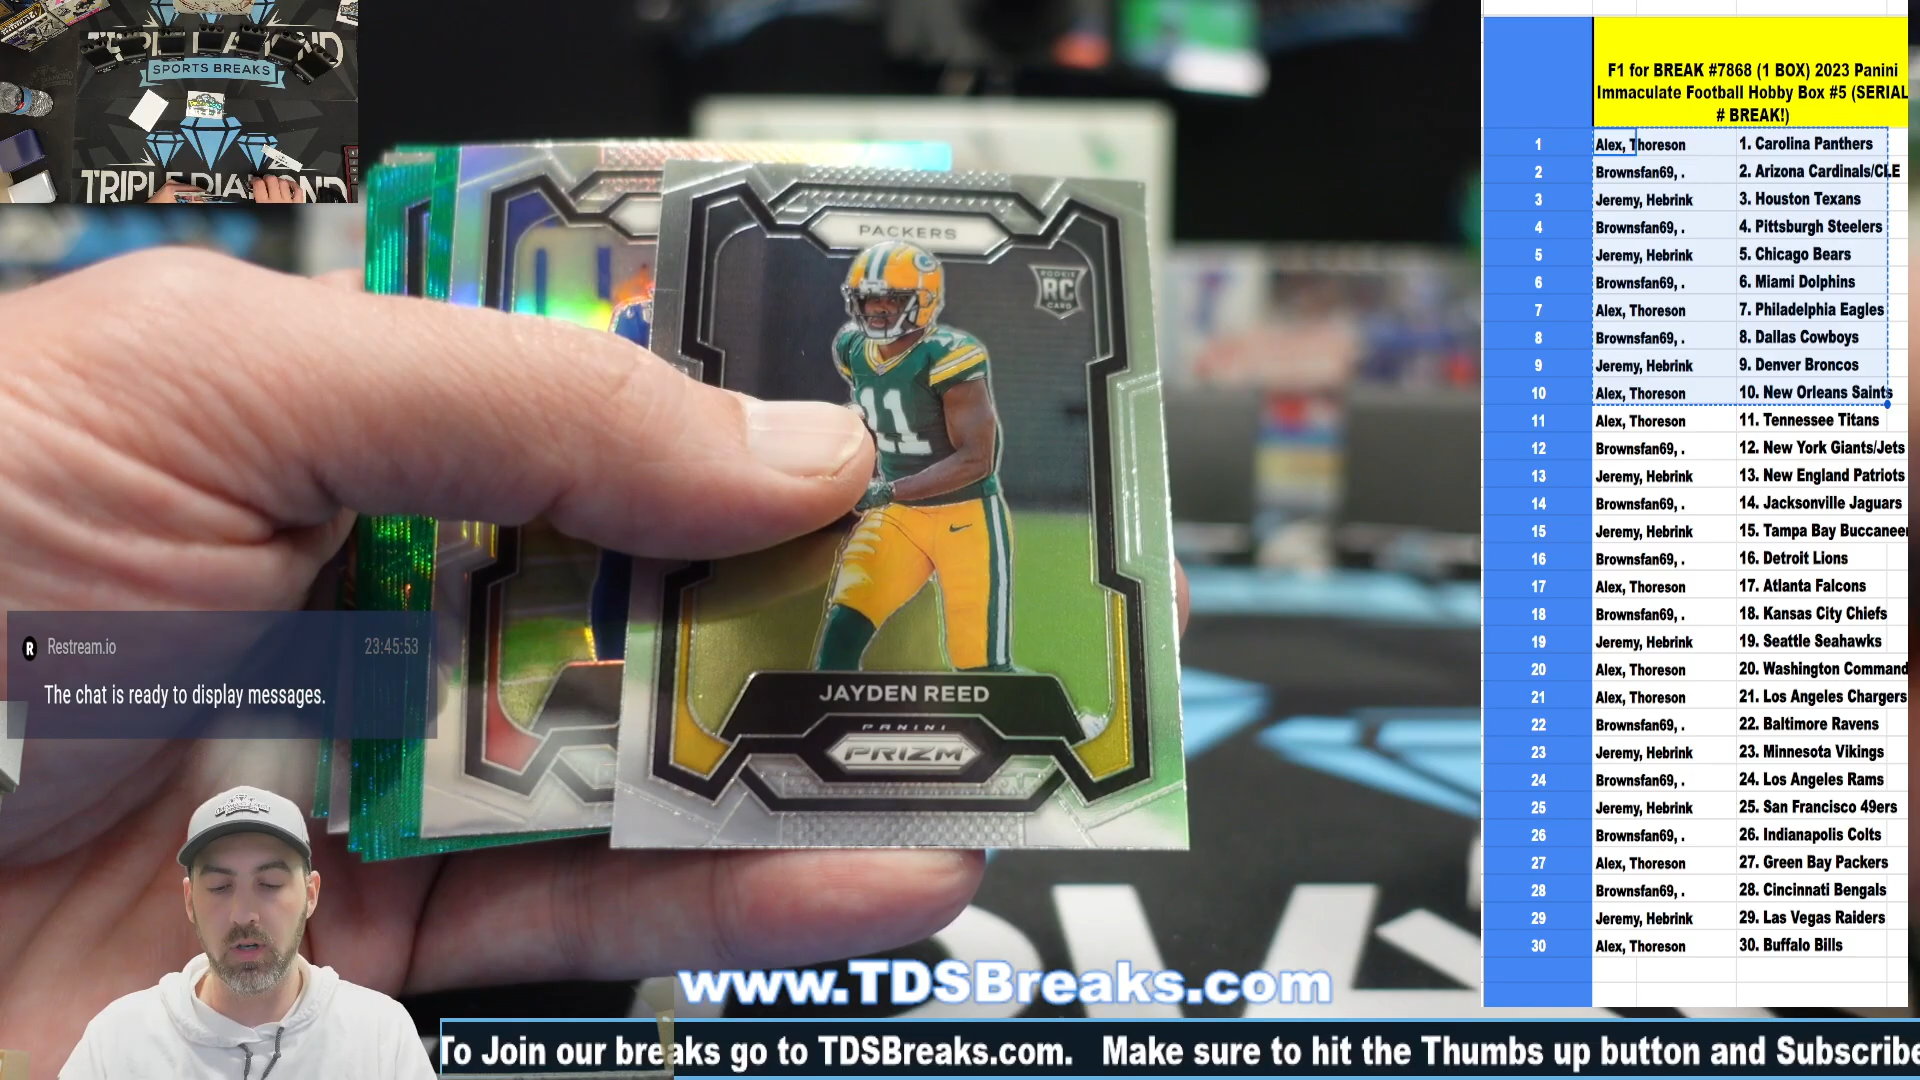 TRIPLE DIAMOND
SPORTS BREAKS
TRIPLE DIAMOND
PACKERS
ROOKIE
RC
CARD
11
JAYDEN REED
PANINI
PRIZM
R Restream.io 23:45:53
The chat is ready to display messages.
www.TDSBreaks.com
To Join our breaks go to TDSBreaks.com. Make sure to hit the Thumbs up button and Subscribe
F1 for BREAK #7868 (1 BOX) 2023 Panini
Immaculate Football Hobby Box #5 (SERIAL
# BREAK!)
1 Alex, Thoreson 1. Carolina Panthers
2 Brownsfan69, . 2. Arizona Cardinals/CLE
3 Jeremy, Hebrink 3. Houston Texans
4 Brownsfan69, . 4. Pittsburgh Steelers
5 Jeremy, Hebrink 5. Chicago Bears
6 Brownsfan69, . 6. Miami Dolphins
7 Alex, Thoreson 7. Philadelphia Eagles
8 Brownsfan69, . 8. Dallas Cowboys
9 Jeremy, Hebrink 9. Denver Broncos
10 Alex, Thoreson 10. New Orleans Saints
11 Alex, Thoreson 11. Tennessee Titans
12 Brownsfan69, . 12. New York Giants/Jets
13 Jeremy, Hebrink 13. New England Patriots
14 Brownsfan69, . 14. Jacksonville Jaguars
15 Jeremy, Hebrink 15. Tampa Bay Buccaneer
16 Brownsfan69, . 16. Detroit Lions
17 Alex, Thoreson 17. Atlanta Falcons
18 Brownsfan69, . 18. Kansas City Chiefs
19 Jeremy, Hebrink 19. Seattle Seahawks
20 Alex, Thoreson 20. Washington Command
21 Alex, Thoreson 21. Los Angeles Chargers
22 Brownsfan69, . 22. Baltimore Ravens
23 Jeremy, Hebrink 23. Minnesota Vikings
24 Brownsfan69, . 24. Los Angeles Rams
25 Jeremy, Hebrink 25. San Francisco 49ers
26 Brownsfan69, . 26. Indianapolis Colts
27 Alex, Thoreson 27. Green Bay Packers
28 Brownsfan69, . 28. Cincinnati Bengals
29 Jeremy, Hebrink 29. Las Vegas Raiders
30 Alex, Thoreson 30. Buffalo Bills